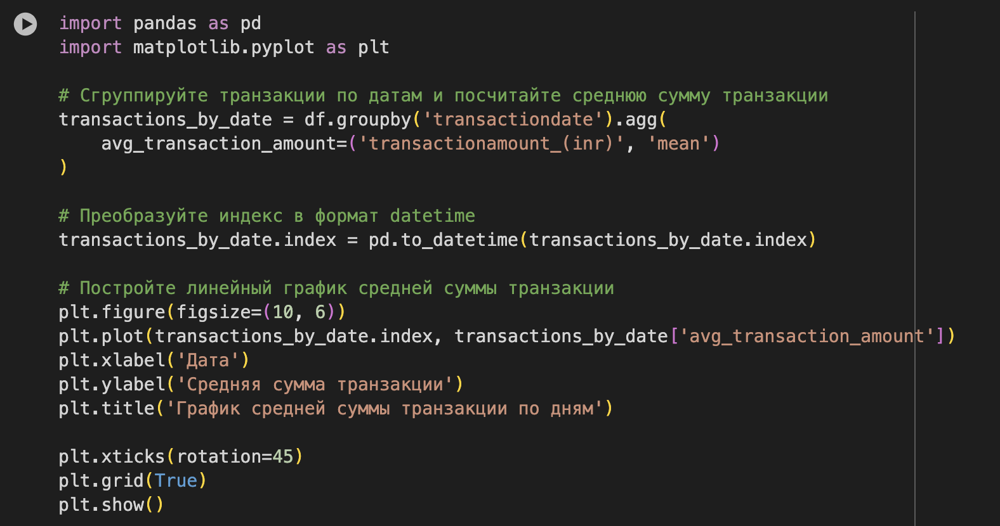 import pandas as pd
import matplotlib.pyplot as plt
# Сгруппируйте транзакции по датам и посчитайте среднюю сумму транзакции
transactions_by_date = df.groupby('transactiondate').agg(
    avg_transaction_amount=('transactionamount_(inr)', 'mean')
)
# Преобразуйте индекс в формат datetime
transactions_by_date.index = pd.to_datetime(transactions_by_date.index)
# Постройте линейный график средней суммы транзакции
plt.figure(figsize=(10, 6))
plt.plot(transactions_by_date.index, transactions_by_date['avg_transaction_amount'])
plt.xlabel('Дата')
plt.ylabel('Средняя сумма транзакции')
plt.title('График средней суммы транзакции по дням')
plt.xticks(rotation=45)
plt.grid(True)
plt.show()